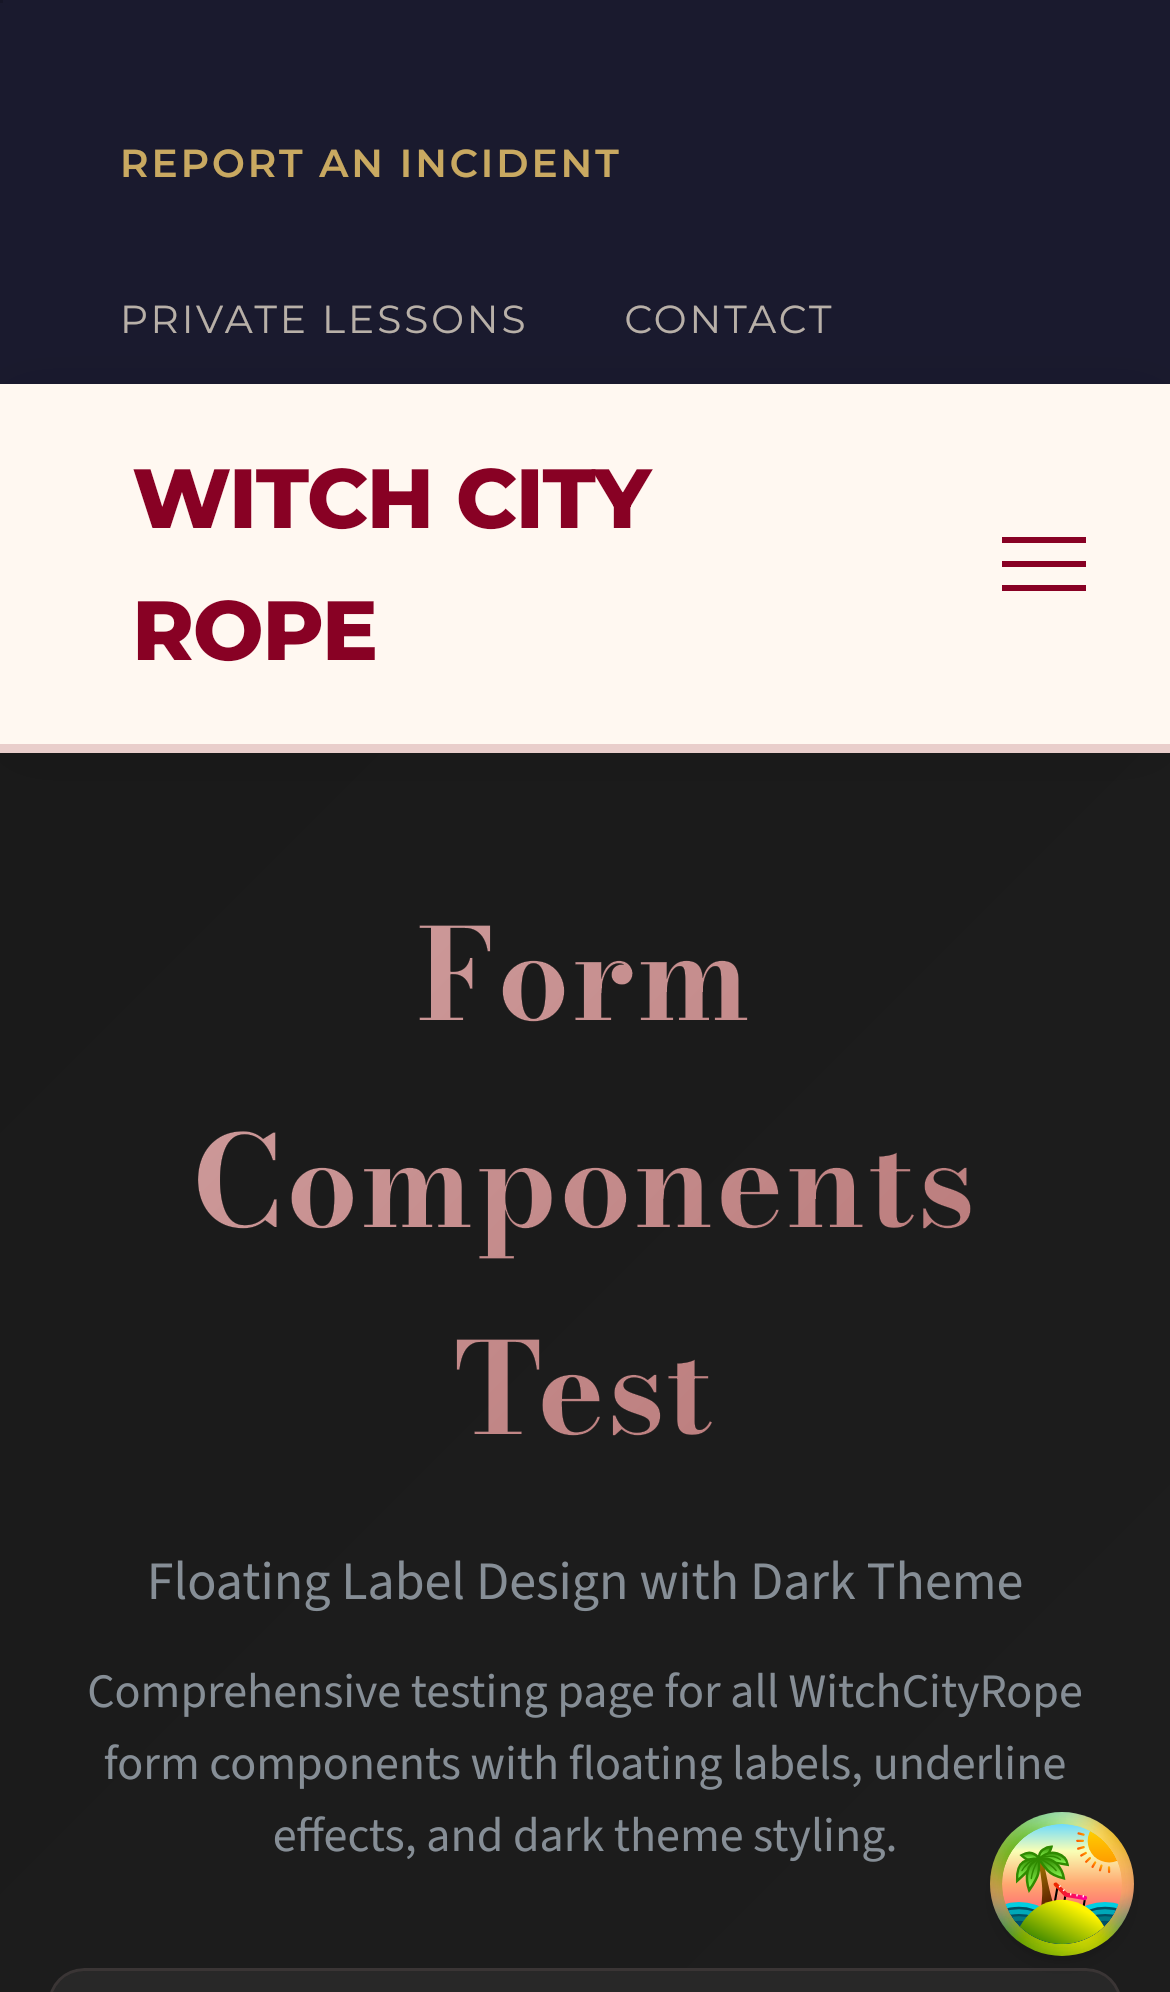 REPORT AN INCIDENT
PRIVATE LESSONS CONTACT
WITCH CITY
ROPE
Form
Components
Test
Floating Label Design with Dark Theme
Comprehensive testing page for all WitchCityRope
form components with floating labels, underline
effects, and dark theme styling.